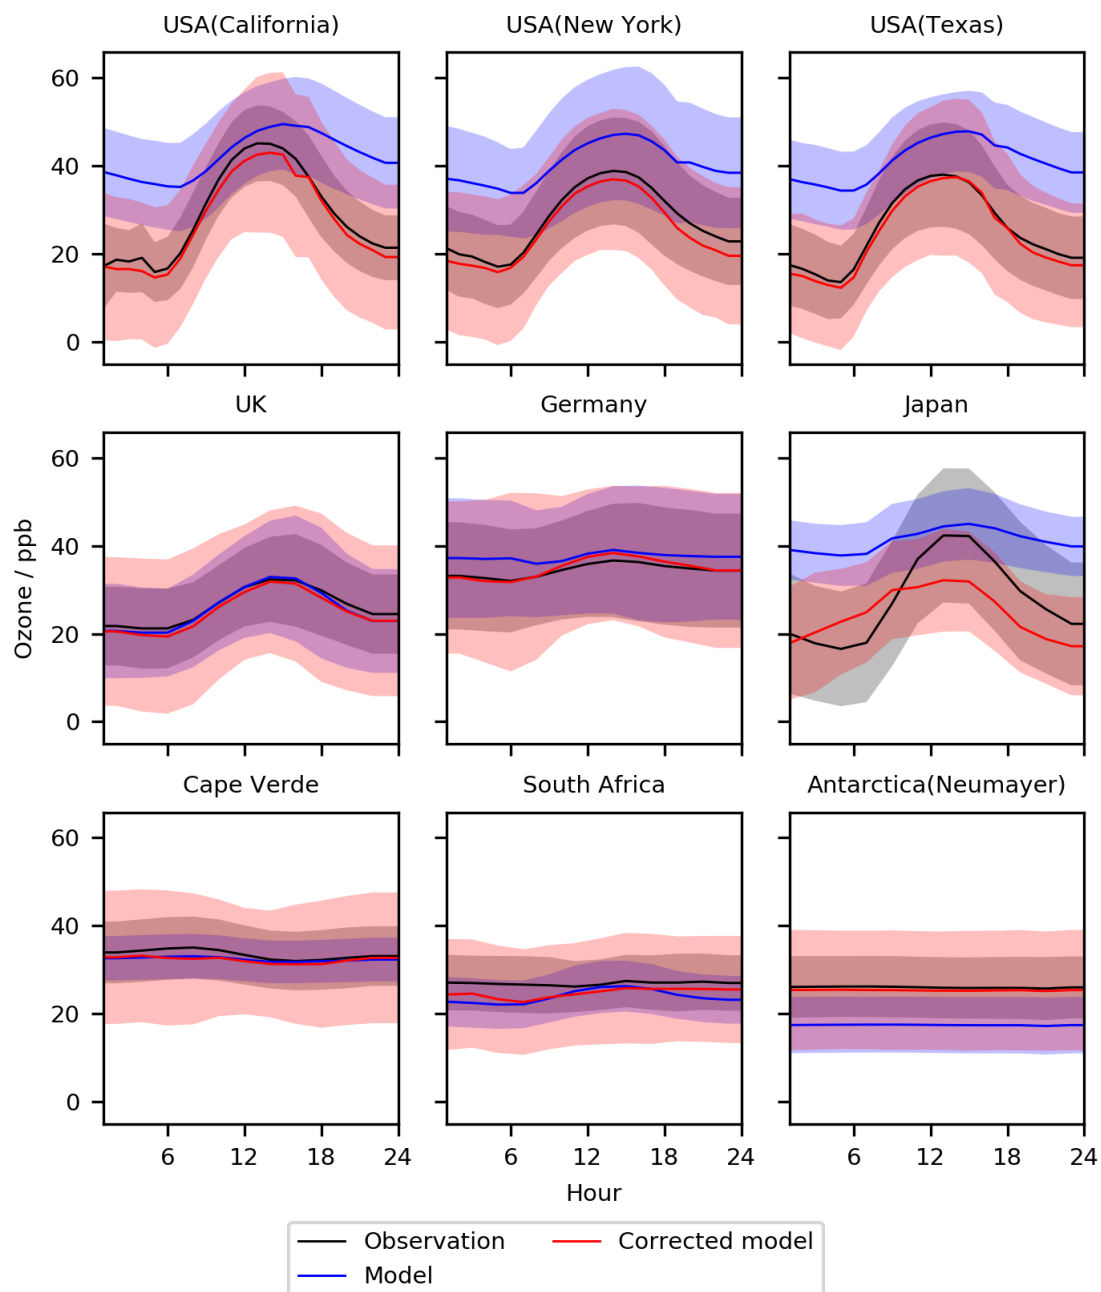 USA(California) USA(New York) USA(Texas)
60
40
20
0
UK Germany Japan
60
40
20
0
Ozone / ppb
Cape Verde South Africa Antarctica(Neumayer)
60
40
20
0
6 12 18 24 6 12 18 24 6 12 18 24
Hour
Observation Corrected model
Model